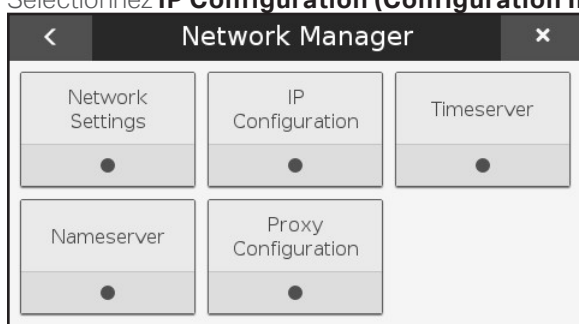 Sélectionnez IP Configuration (Configuration
< Network Manager ×
Network
Settings
IP
Configuration
Timeserver
Nameserver
Proxy
Configuration